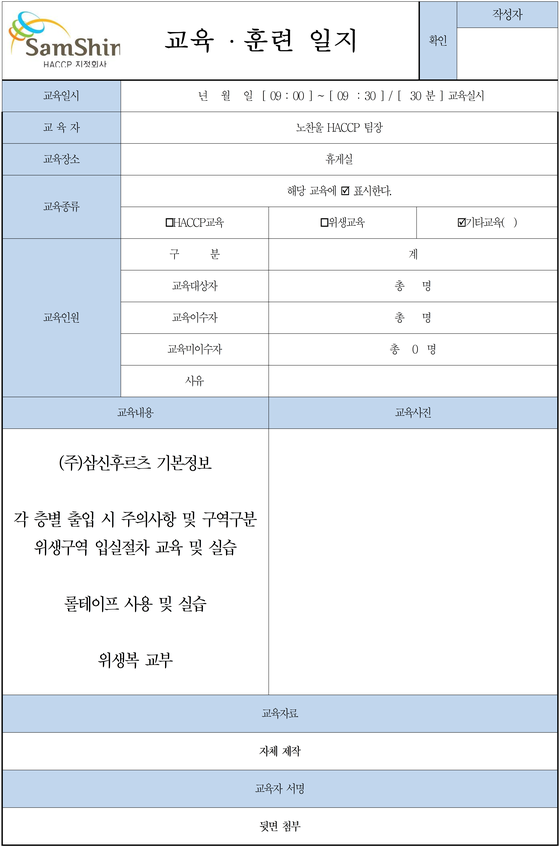 SamShin
HACCP 지정회사
교육 · 훈련 일지
확인
작성자
교육일시
년 월 일 [ 09 : 00 ] ~ [ 09 : 30 ] / [ 30 분 ] 교육실시
교 육 자
노찬울 HACCP 팀장
교육장소
휴게실
교육종류
해당 교육에 ☑ 표시한다.
☐HACCP교육
☐위생교육
☑기타교육( )
교육인원
구 분
계
교육대상자
총 명
교육이수자
총 명
교육미이수자
총 0 명
사유
교육내용
교육사진
(주)삼신후르츠 기본정보
각 층별 출입 시 주의사항 및 구역구분
위생구역 입실절차 교육 및 실습
롤테이프 사용 및 실습
위생복 교부
교육자료
자체 제작
교육자 서명
뒷면 첨부